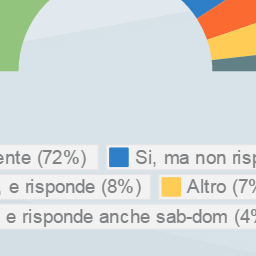 ente (72%) Si, ma non risp
, e risponde (8%) Altro (7%
e risponde anche sab-dom (4%